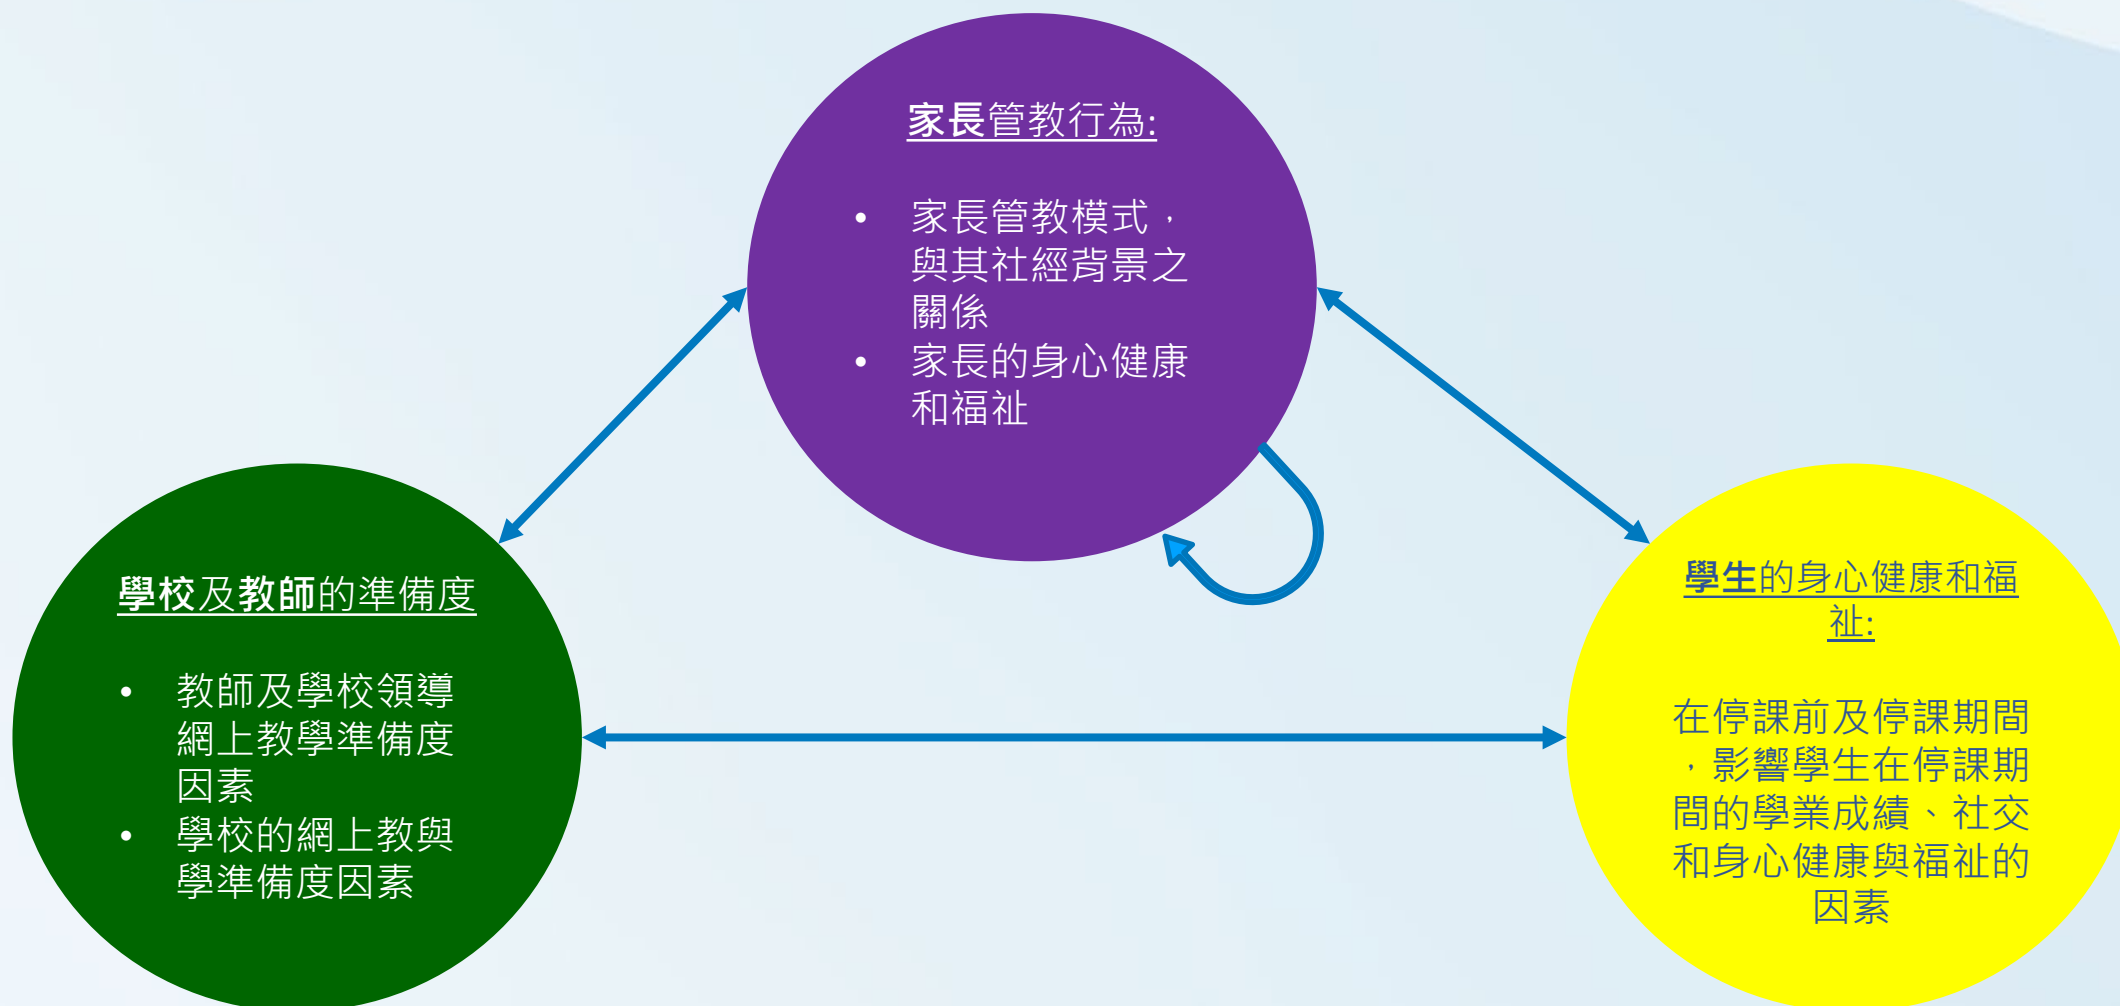 家長管教行為:
• 家長管教模式，
與其社經背景之
關係
• 家長的身心健康
和福祉
學校及教師的準備度
• 教師及學校領導
網上教學準備度
因素
• 學校的網上教與
學準備度因素
學生的身心健康和福
祉:
在停課前及停課期間
，影響學生在停課期
間的學業成績、社交
和身心健康與福祉的
因素